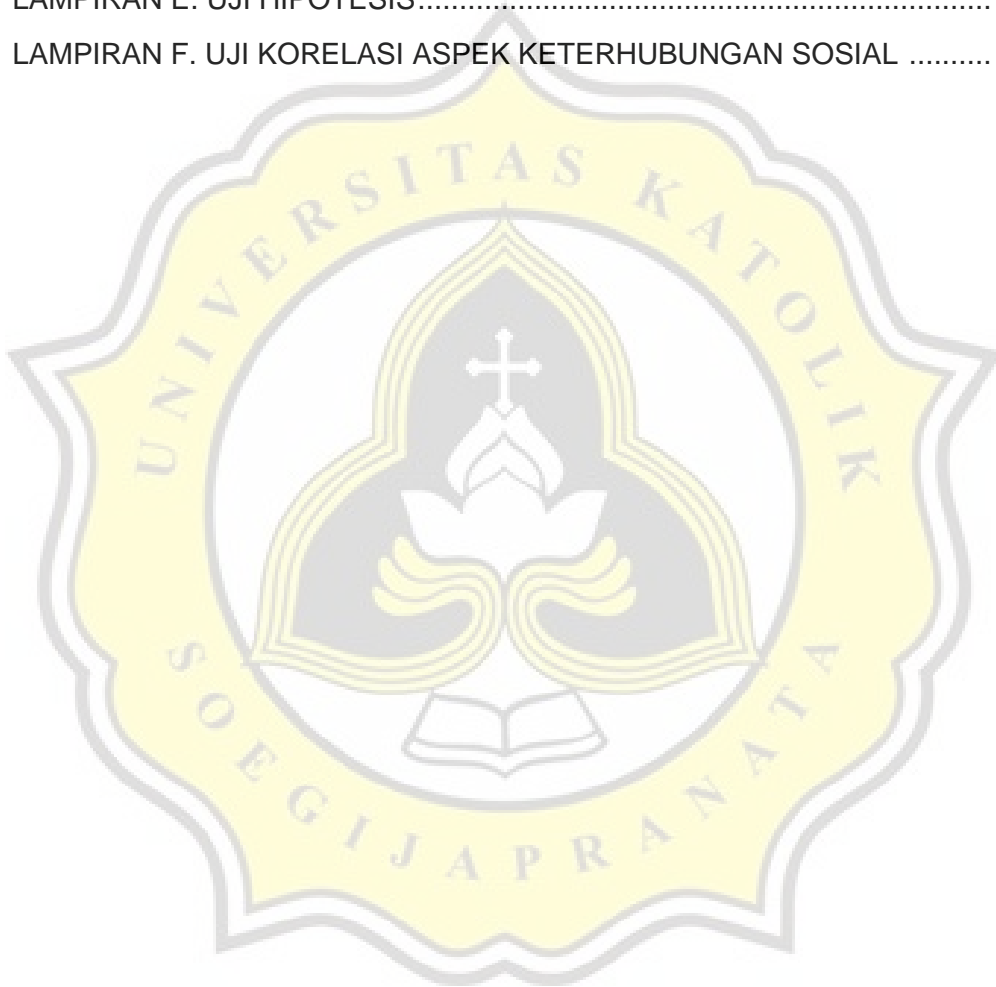 LAMPIRAN E. UJI HIPOTESIS..........................................................................
LAMPIRAN F. UJI KORELASI ASPEK KETERHUBUNGAN SOSIAL ..........
UNIVERSITAS KATOLIK
SOEGIJAPRANATA